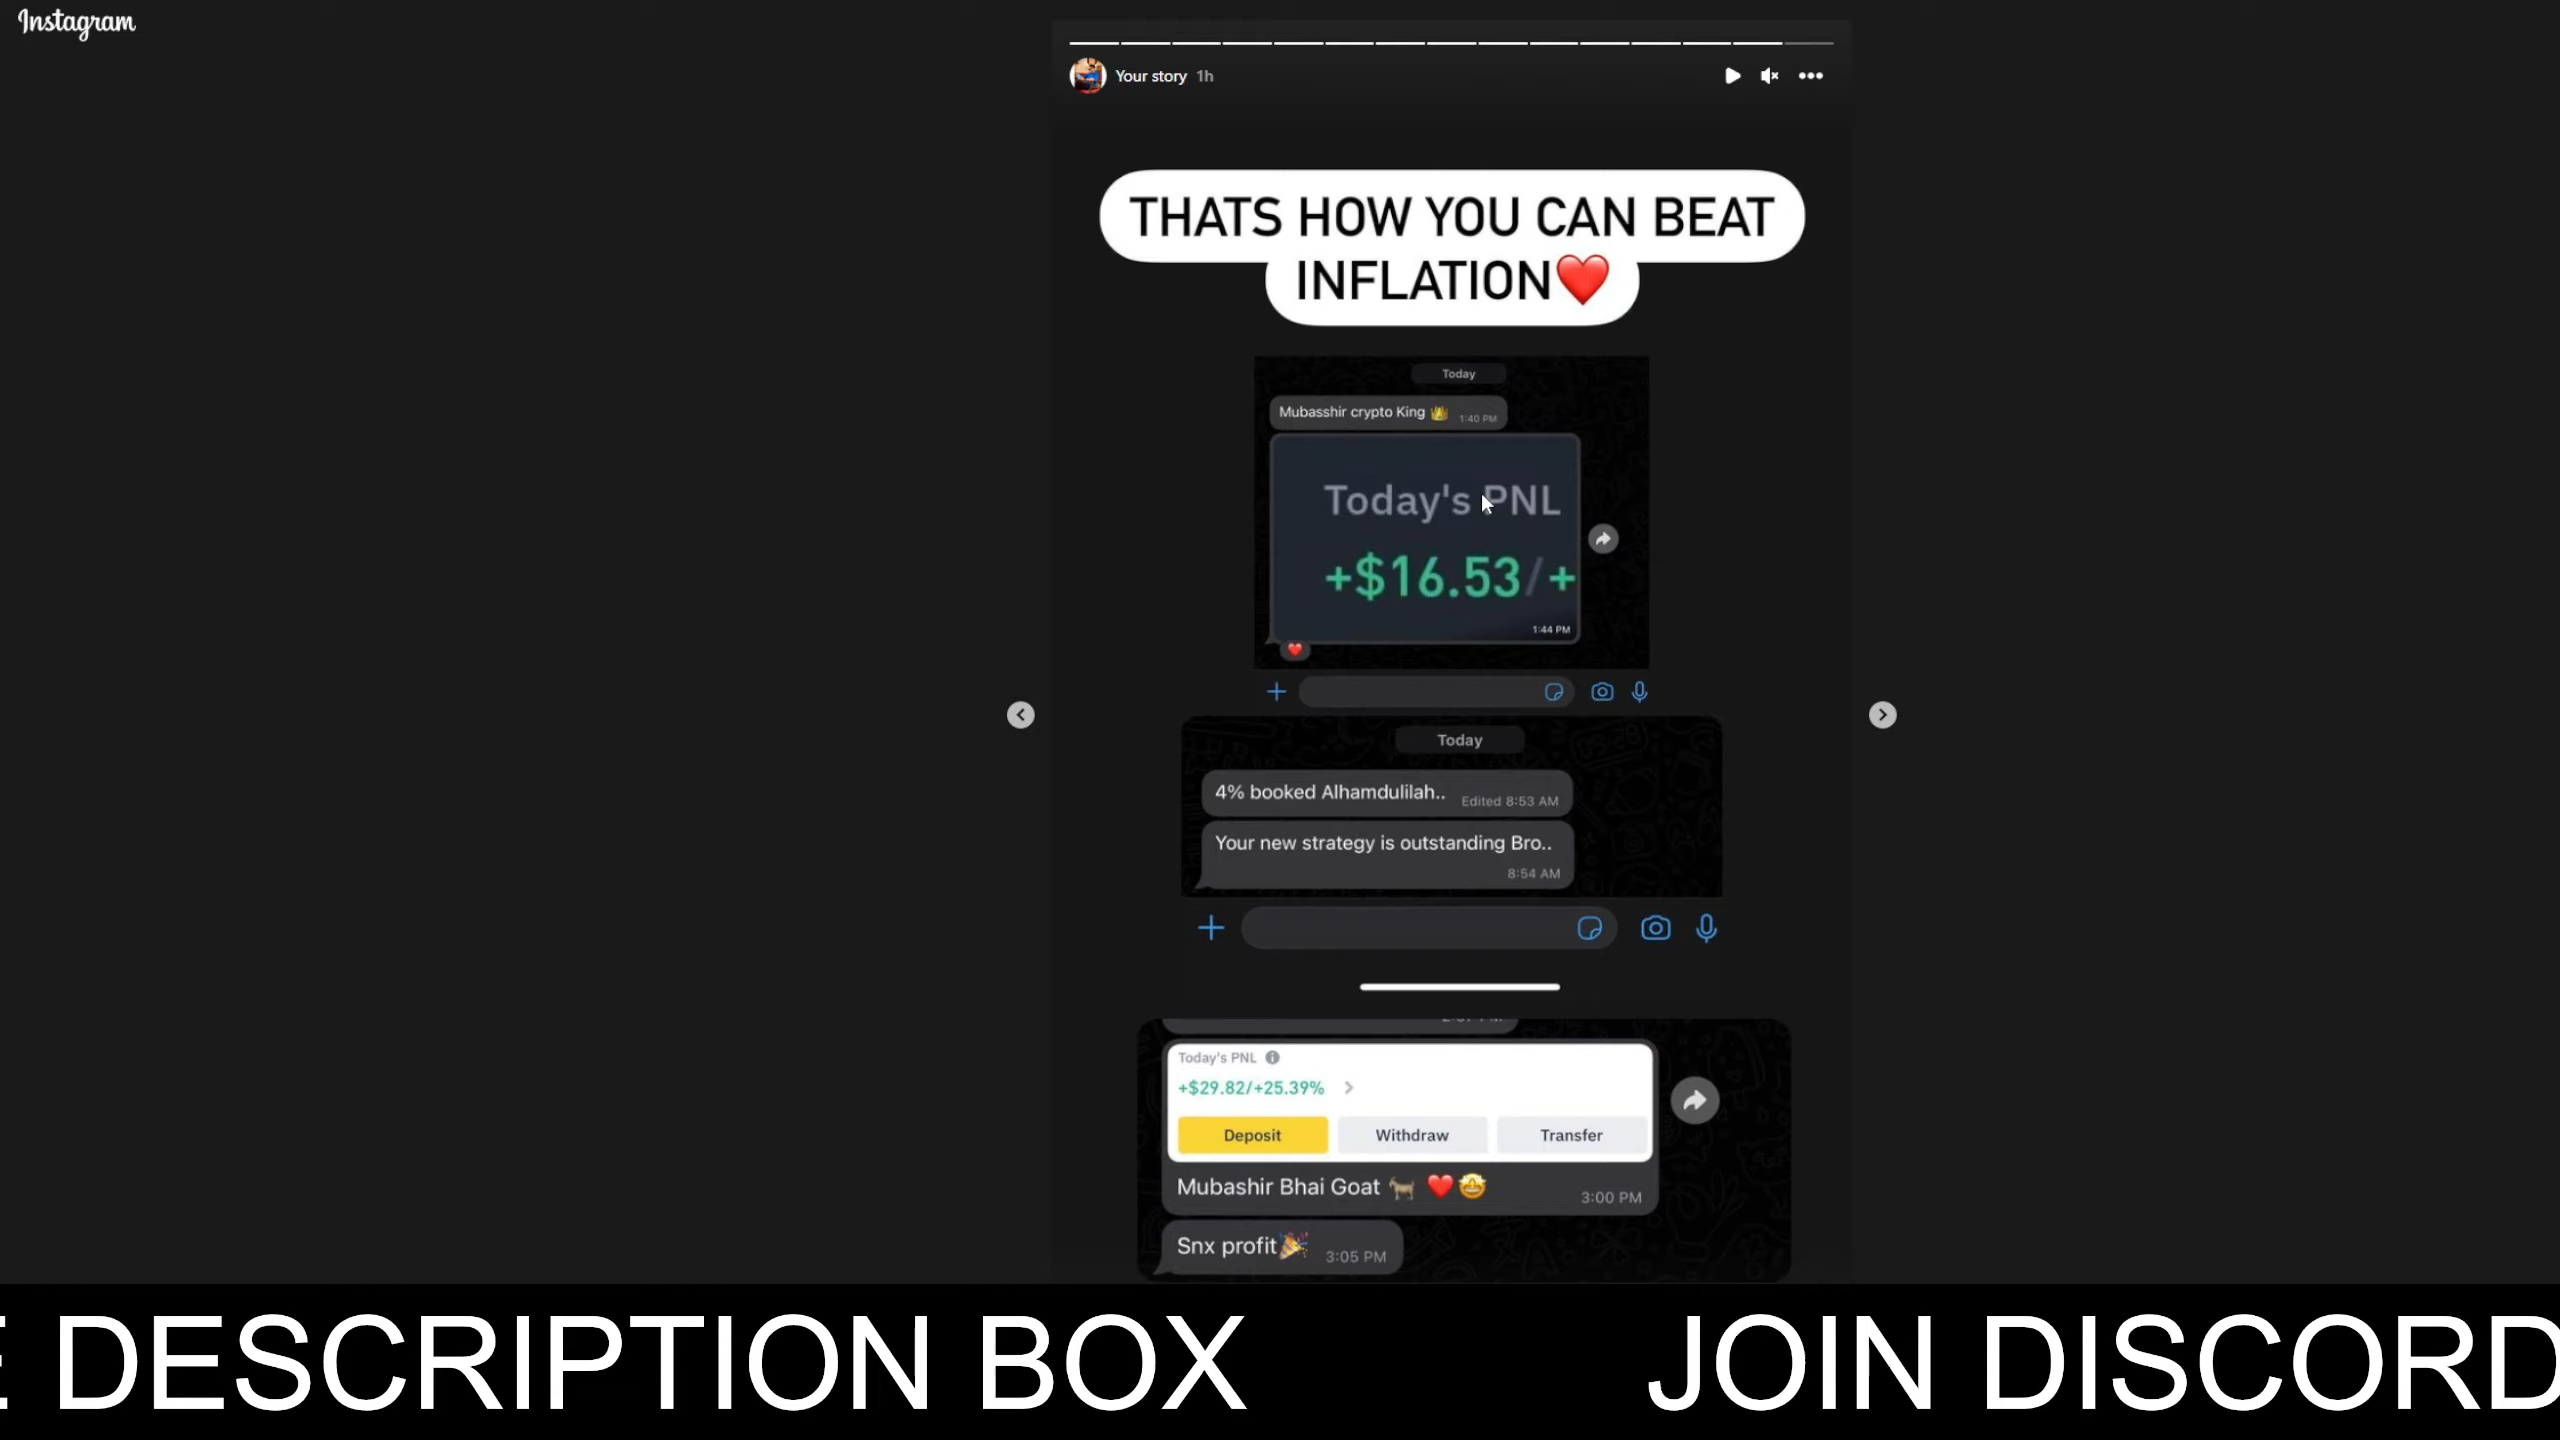 Instagram
Your story 1h
THATS HOW YOU CAN BEAT
INFLATION❤️
Today
Mubasshir crypto King 👑 1:40 PM
Today's PNL
+$16.53/+
1:44 PM
❤️
Today
4% booked Alhamdulilah.. Edited 8:53 AM
Your new strategy is outstanding Bro..
8:54 AM
Today's PNL
+$29.82/+25.39%
Deposit Withdraw Transfer
Mubashir Bhai Goat 🐐 ❤️🤩 3:00 PM
Snx profit🎉 3:05 PM
DESCRIPTION BOX JOIN DISCORD